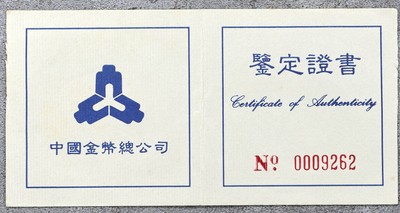 中國金幣總公司
鑒定證書
Certificate of Authenticity
Nº 0009262